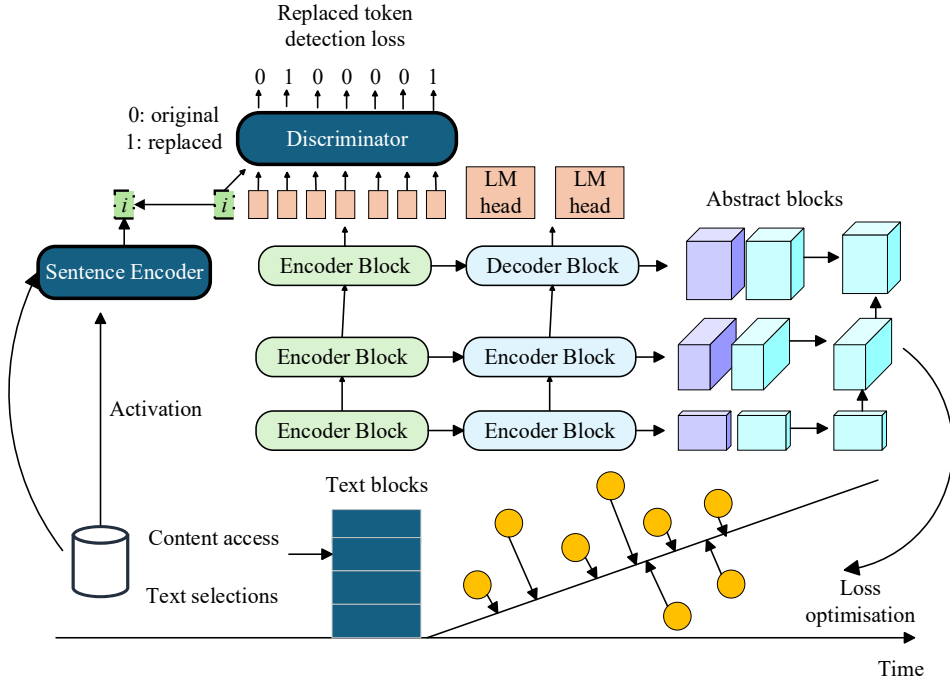 Replaced token
detection loss
0 1 0 0 0 0 1
0: original
1: replaced
Discriminator
LM
head
LM
head
i
i
Abstract blocks
Sentence Encoder
Encoder Block
Decoder Block
Encoder Block
Encoder Block
Activation
Encoder Block
Encoder Block
Text blocks
Content access
Text selections
Loss
optimisation
Time